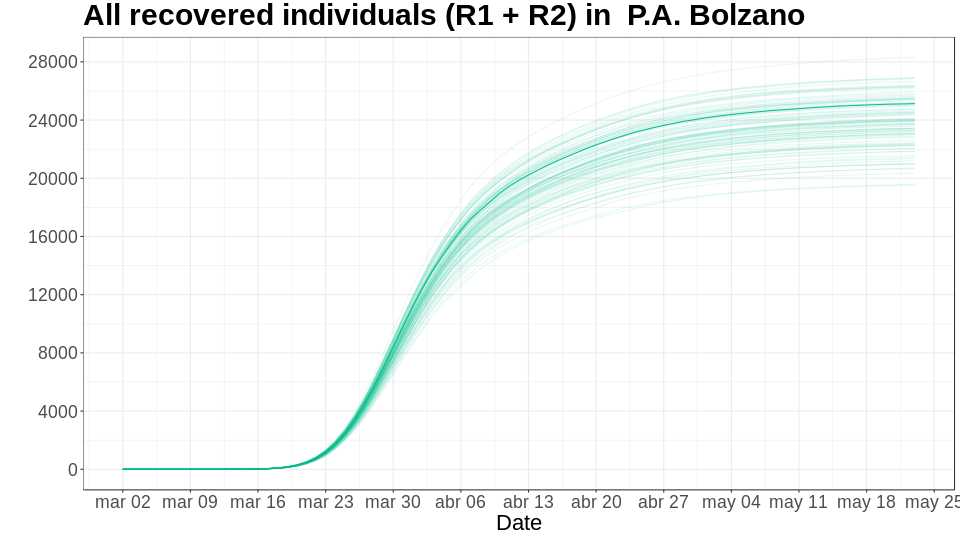 All recovered individuals (R1 + R2) in  P.A. Bolzano
28000
24000
20000
16000
12000
8000
4000
0
mar 02 mar 09 mar 16 mar 23 mar 30 abr 06 abr 13 abr 20 abr 27 may 04 may 11 may 18 may 25
Date